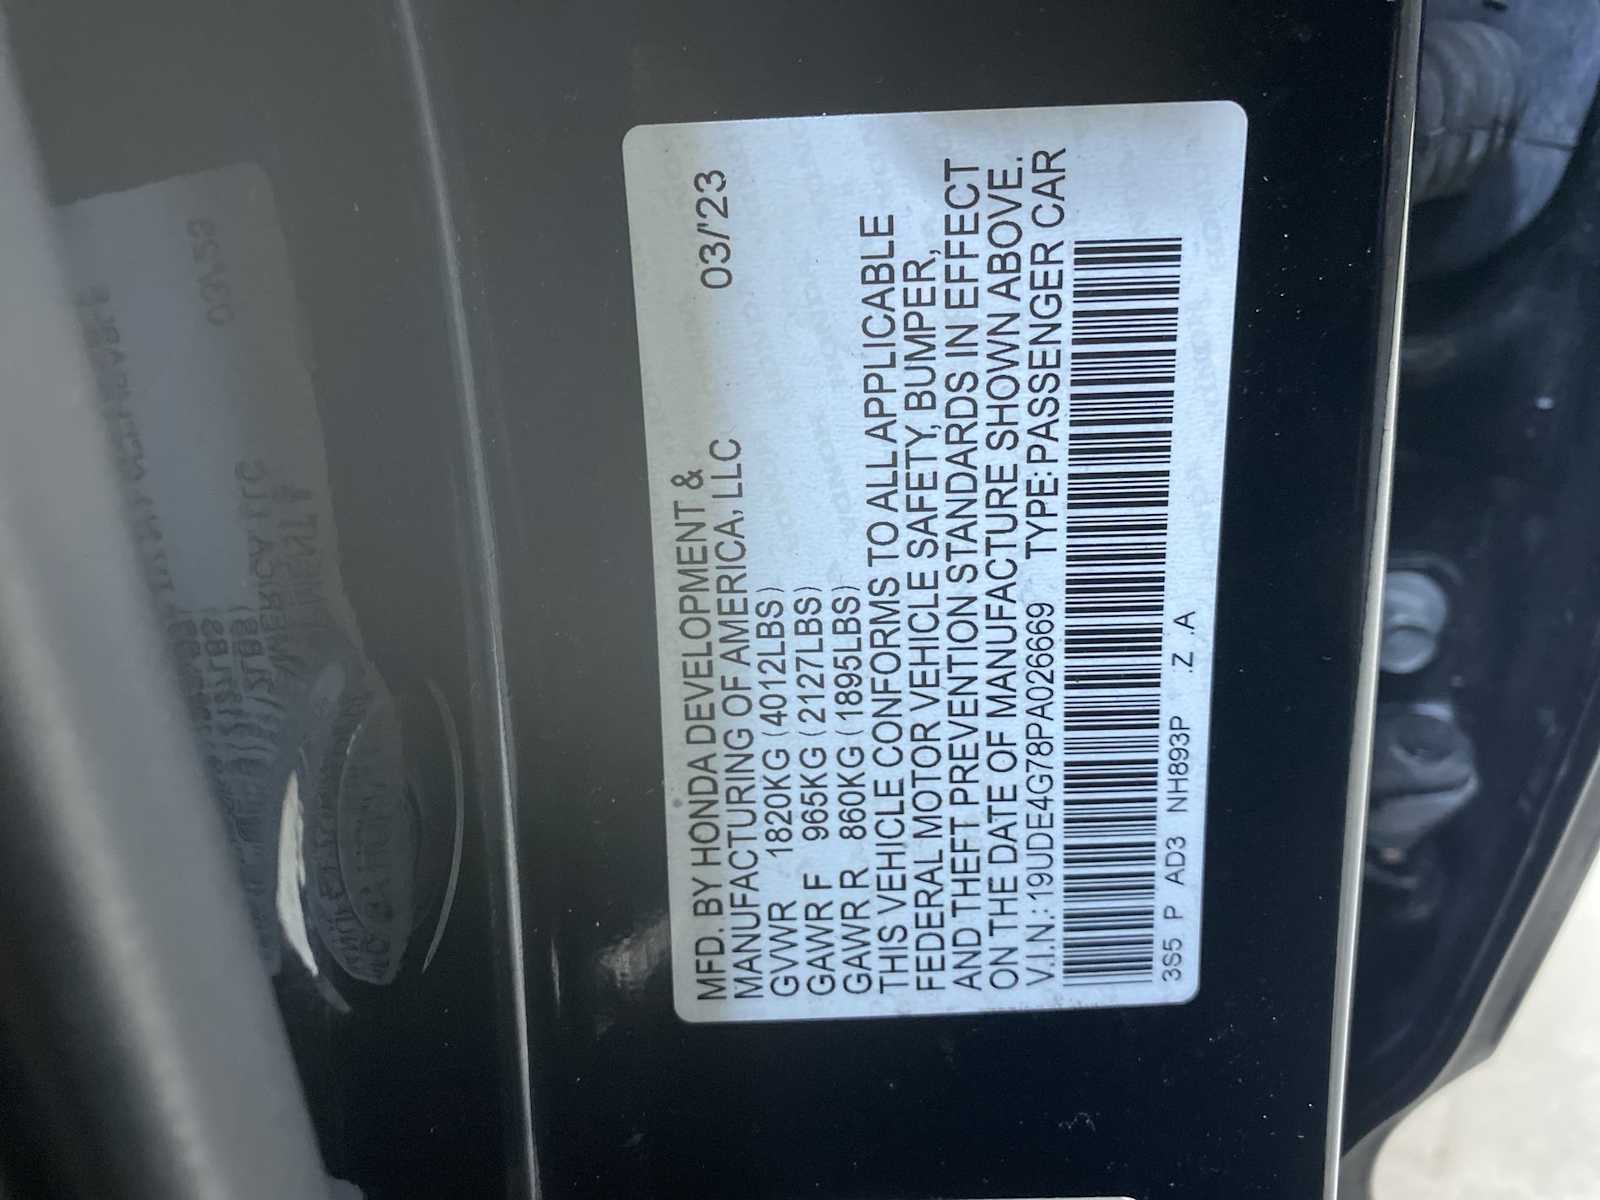 MFD. BY HONDA DEVELOPMENT &
MANUFACTURING OF AMERICA, LLC 03/'23
GVWR 1820KG (4012LBS)
GAWR F 965KG (2127LBS)
GAWR R 860KG (1895LBS)
THIS VEHICLE CONFORMS TO ALL APPLICABLE
FEDERAL MOTOR VEHICLE SAFETY, BUMPER,
AND THEFT PREVENTION STANDARDS IN EFFECT
ON THE DATE OF MANUFACTURE SHOWN ABOVE.
V.I.N.: 19UDE4G78PA026669 TYPE: PASSENGER CAR
3S5 P AD3 NH893P .Z .A